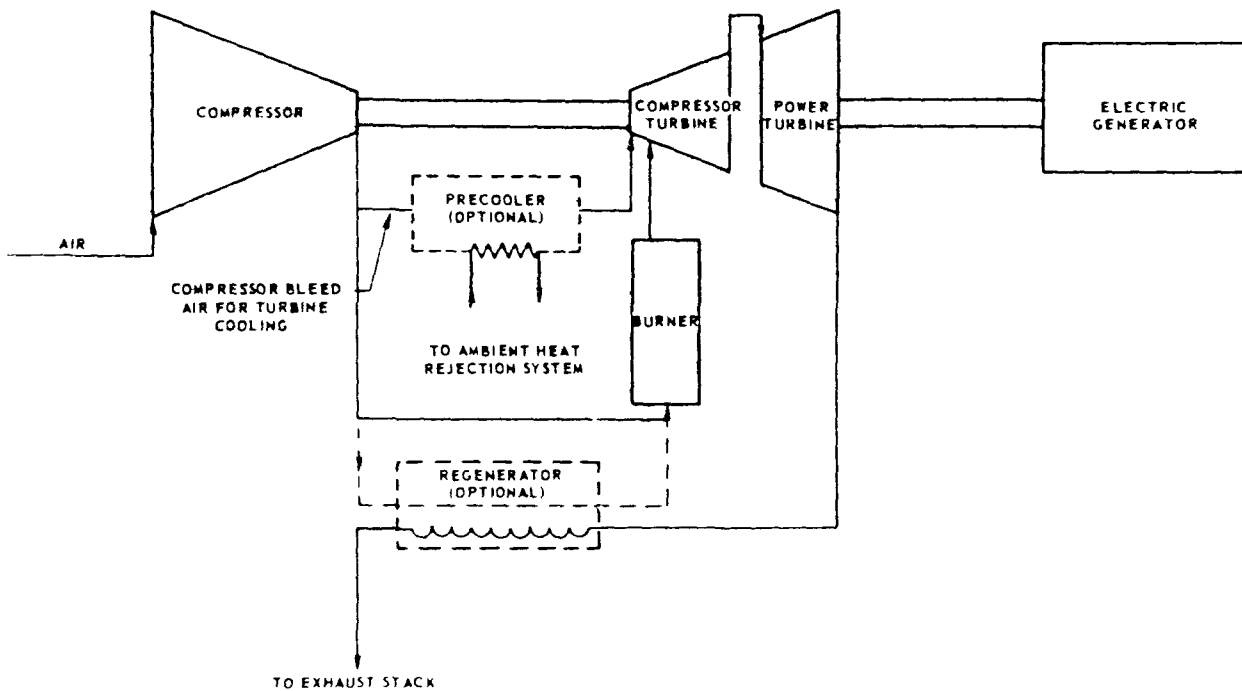 COMPRESSOR
COMPRESSOR
TURBINE
POWER
TURBINE
ELECTRIC
GENERATOR
PRECOOLER
(OPTIONAL)
AIR
COMPRESSOR BLEED
AIR FOR TURBINE
COOLING
BURNER
TO AMBIENT HEAT
REJECTION SYSTEM
REGENERATOR
(OPTIONAL)
TO EXHAUST STACK